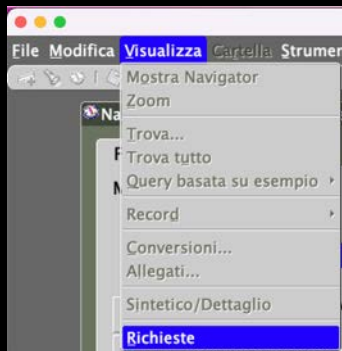 File Modifica Visualizza Cartella Strumen
Na
Mostra Navigator
Zoom
Trova...
Trova tutto
Query basata su esempio
Record
Conversioni...
Allegati...
Sintetico/Dettaglio
Richieste